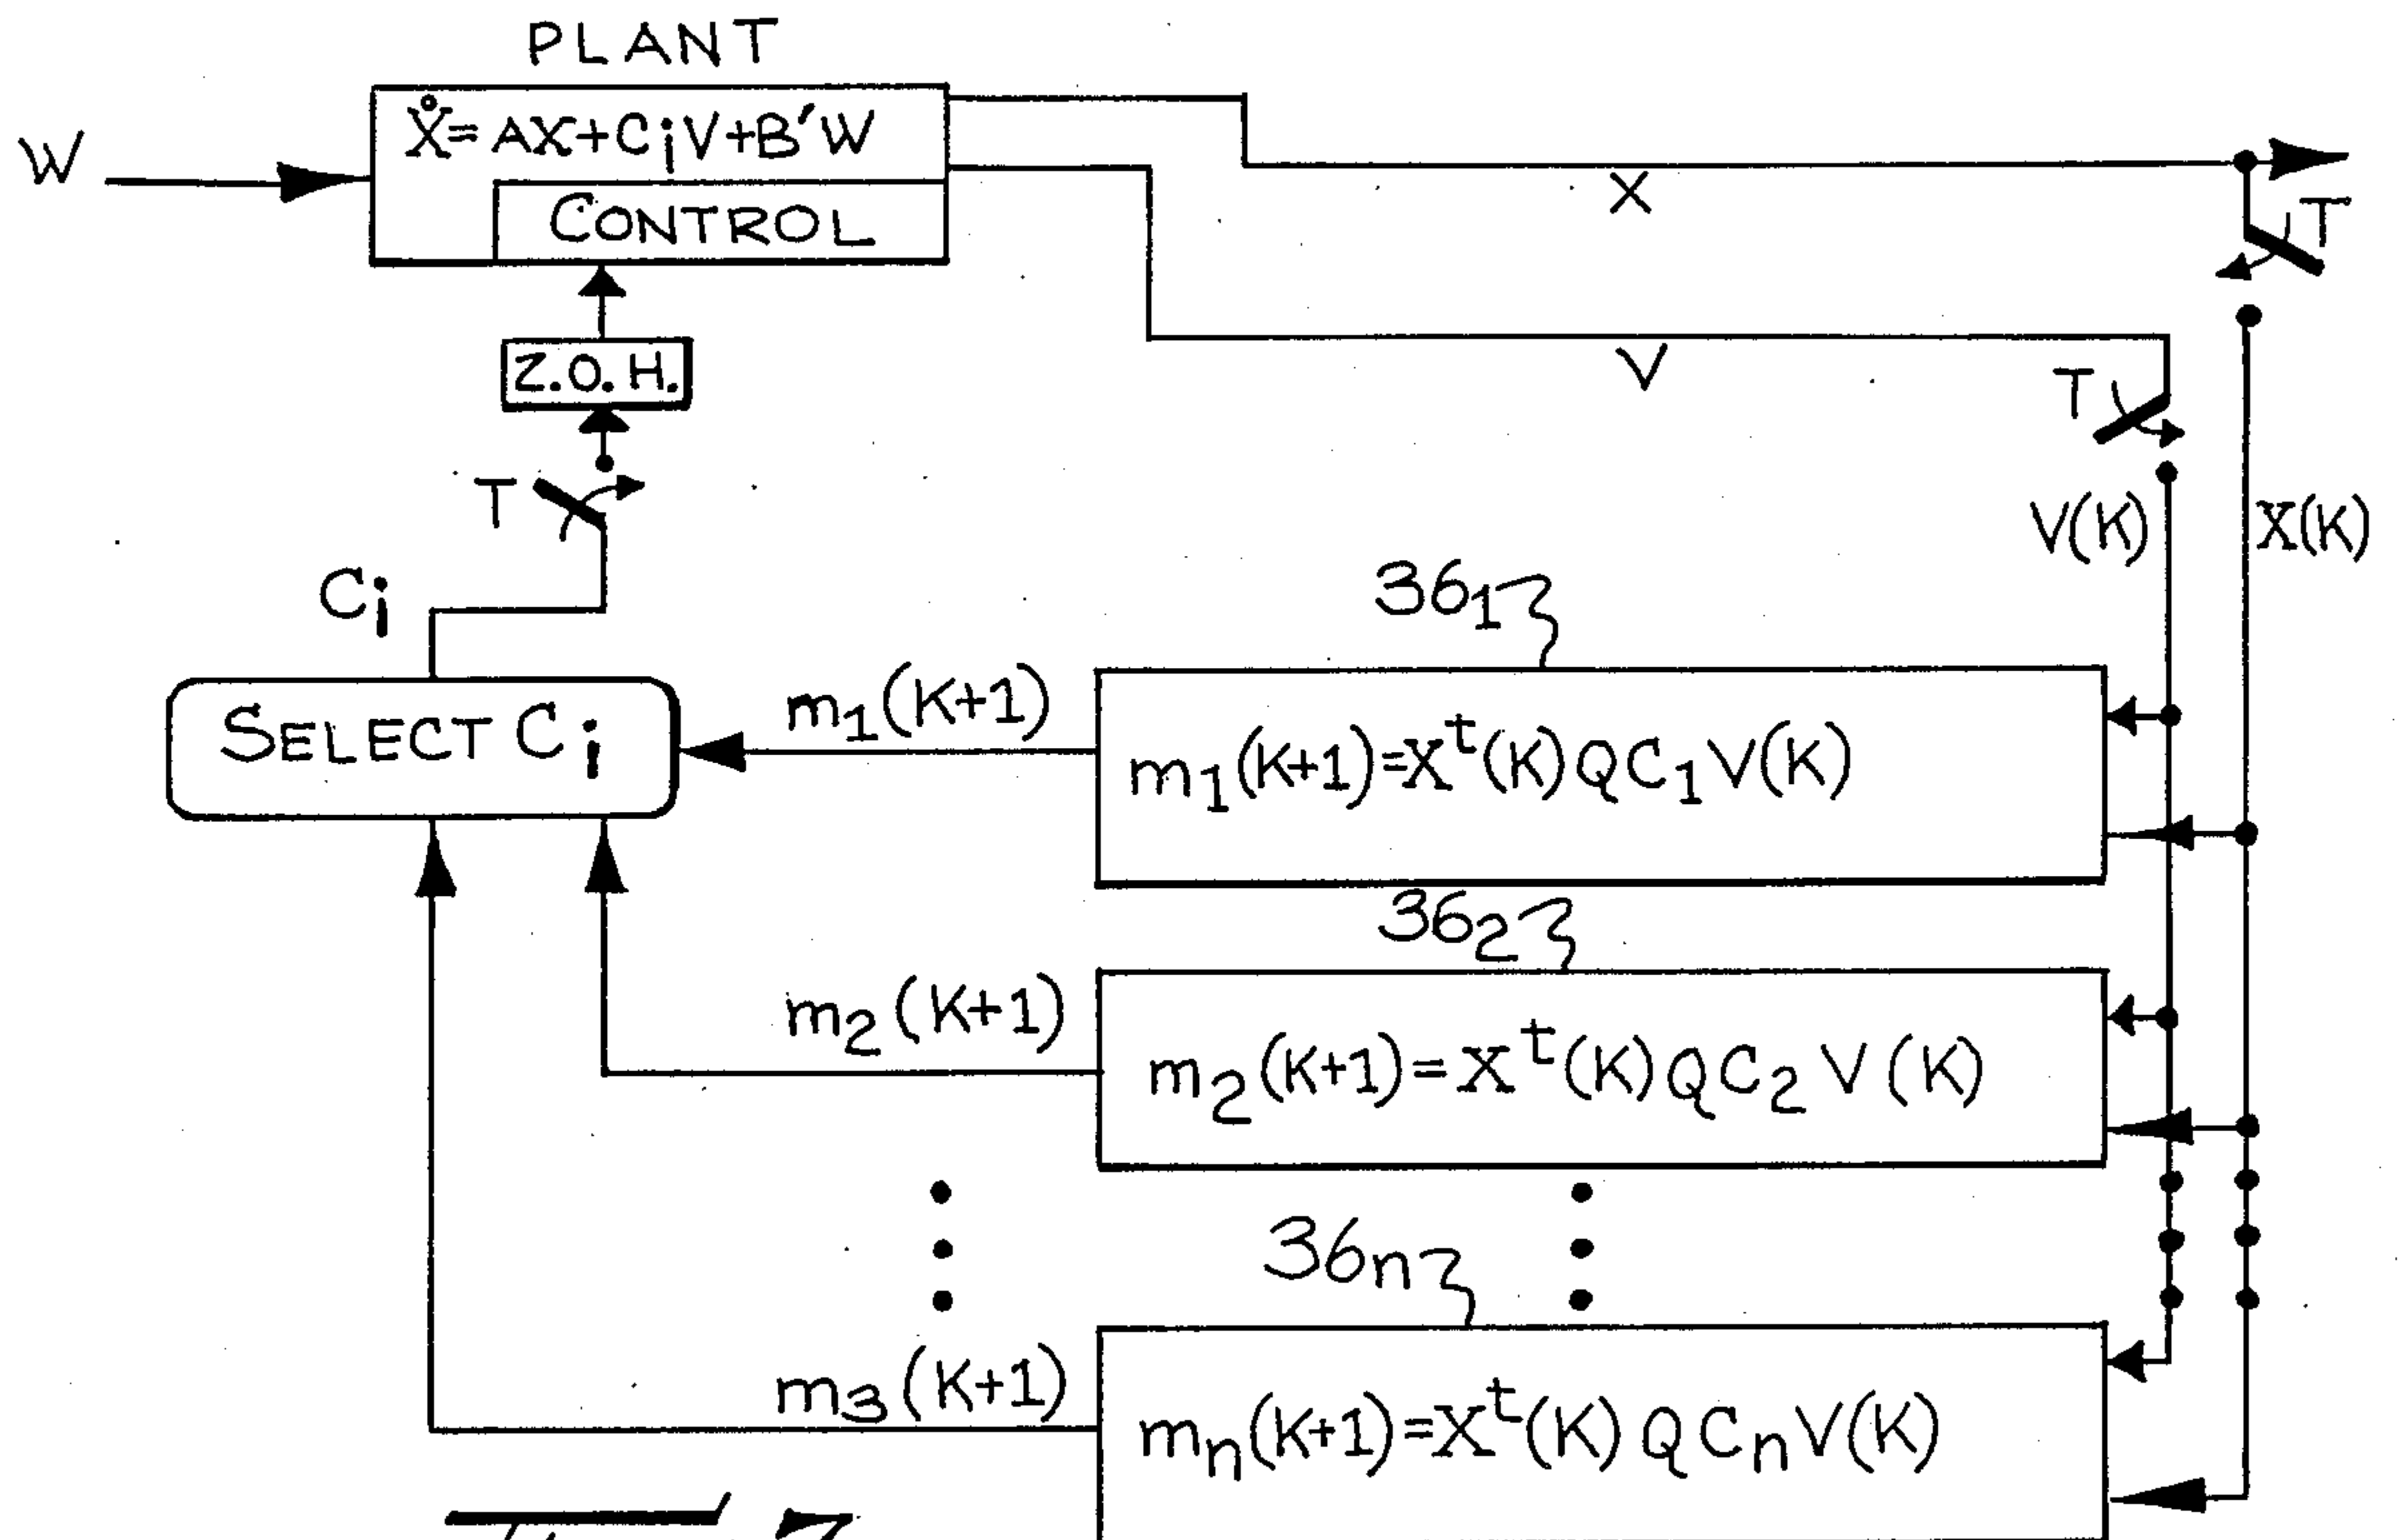 PLANT
W
Ẋ=AX+CᵢV+B′W
CONTROL
X
T
Z.O.H.
V
T
T
V(K)
X(K)
Cᵢ
36₁
SELECT Cᵢ
m₁(K+1)
m₁(K+1)=Xᵗ(K)QC₁V(K)
36₂
m₂(K+1)
m₂(K+1)=Xᵗ(K)QC₂V(K)
36n
m₃(K+1)
mₙ(K+1)=Xᵗ(K)QCₙV(K)